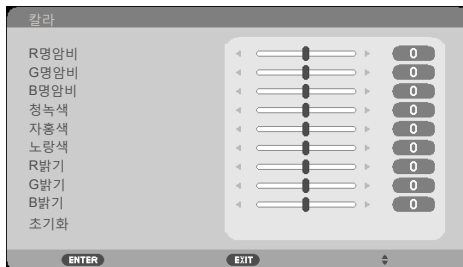 칼라
R명암비 0
G명암비 0
B명암비 0
청녹색 0
자홍색 0
노랑색 0
R밝기 0
G밝기 0
B밝기 0
초기화
ENTER EXIT